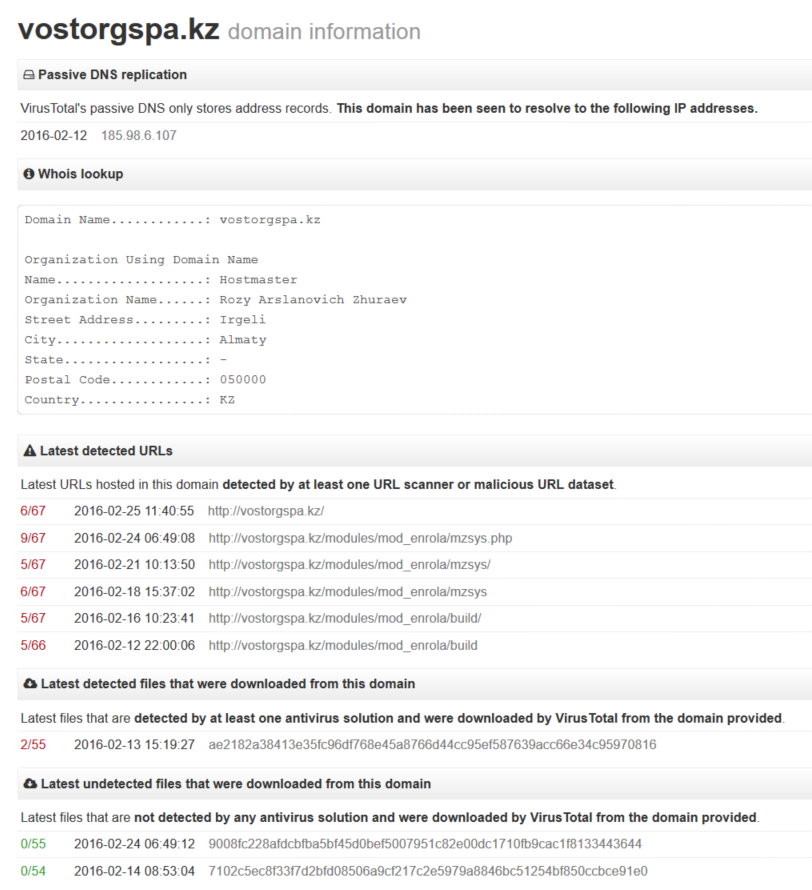 vostorgspa.kz domain information
Passive DNS replication
VirusTotal's passive DNS only stores address records. This domain has been seen to resolve to the following IP addresses.
2016-02-12 185.98.6.107
Whois lookup
Domain Name............: vostorgspa.kz
Organization Using Domain Name
Name...................: Hostmaster
Organization Name......: Rozy Arslanovich Zhuraev
Street Address.........: Irgeli
City...................: Almaty
State..................: -
Postal Code............: 050000
Country................: KZ
Latest detected URLs
Latest URLs hosted in this domain detected by at least one URL scanner or malicious URL dataset.
6/67 2016-02-25 11:40:55 http://vostorgspa.kz/
9/67 2016-02-24 06:49:08 http://vostorgspa.kz/modules/mod_enrola/mzsys.php
5/67 2016-02-21 10:13:50 http://vostorgspa.kz/modules/mod_enrola/mzsys/
6/67 2016-02-18 15:37:02 http://vostorgspa.kz/modules/mod_enrola/mzsys
5/67 2016-02-16 10:23:41 http://vostorgspa.kz/modules/mod_enrola/build/
5/66 2016-02-12 22:00:06 http://vostorgspa.kz/modules/mod_enrola/build
Latest detected files that were downloaded from this domain
Latest files that are detected by at least one antivirus solution and were downloaded by VirusTotal from the domain provided.
2/55 2016-02-13 15:19:27 ae2182a38413e35fc96df768e45a8766d44cc95ef587639acc66e34c95970816
Latest undetected files that were downloaded from this domain
Latest files that are not detected by any antivirus solution and were downloaded by VirusTotal from the domain provided.
0/55 2016-02-24 06:49:12 9008fc228afdcbfba5bf45d0bef5007951c82e00dc1710fb9cac1f8133443644
0/54 2016-02-14 08:53:04 7102c5ec8f33f7d2bfd08506a9cf217c2e5979a8846bc51254bf850ccbce91e0